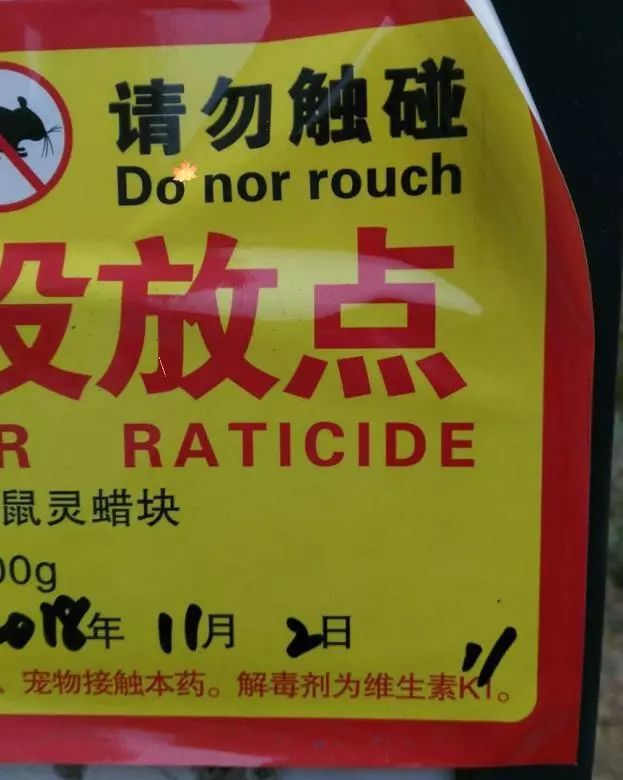 请勿触碰
Do nor rouch
投放点
R RATICIDE
鼠灵蜡块
00g
2018年 11月 2日
、宠物接触本药。解毒剂为维生素K1。